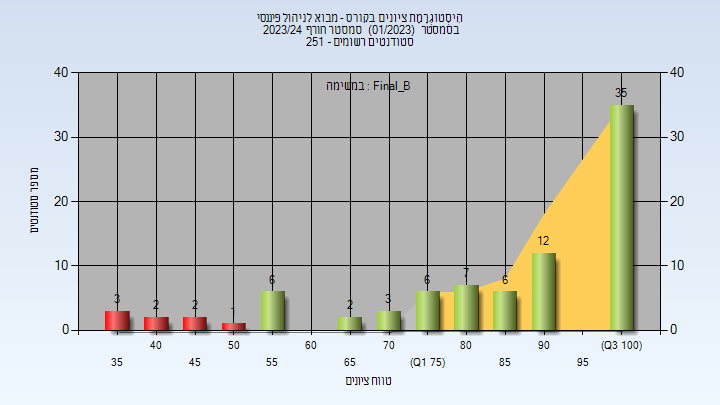 היסטוגרמת ציונים בקורס - מבוא לניהול פיננסי
בסמסטר (01/2023) סמסטר חורף 2023/24
סטודנטים רשומים - 251
במשימה : Final_B
מספר סטודנטים
40 40
30 30
20 20
10 10
0 0
3 2 2 1 6 2 3 6 7 6 12 35
40 50 60 70 80 90 (Q3 100)
35 45 55 65 (Q1 75) 85 95
טווח ציונים